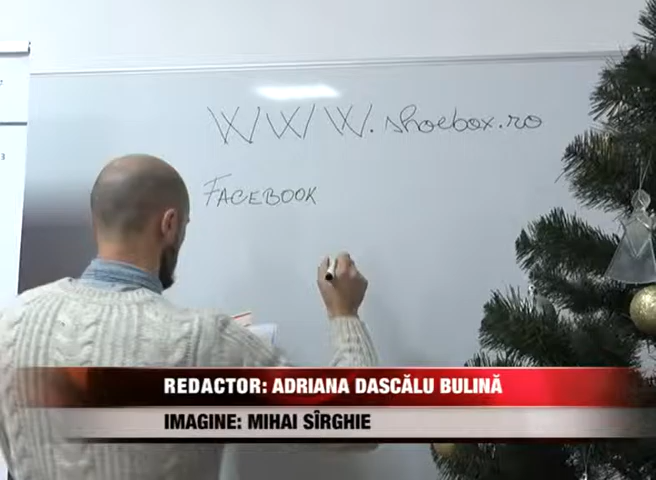 WWW.shoebox.ro
FACEBOOK
REDACTOR: ADRIANA DASCĂLU BULINĂ
IMAGINE: MIHAI SÎRGHIE